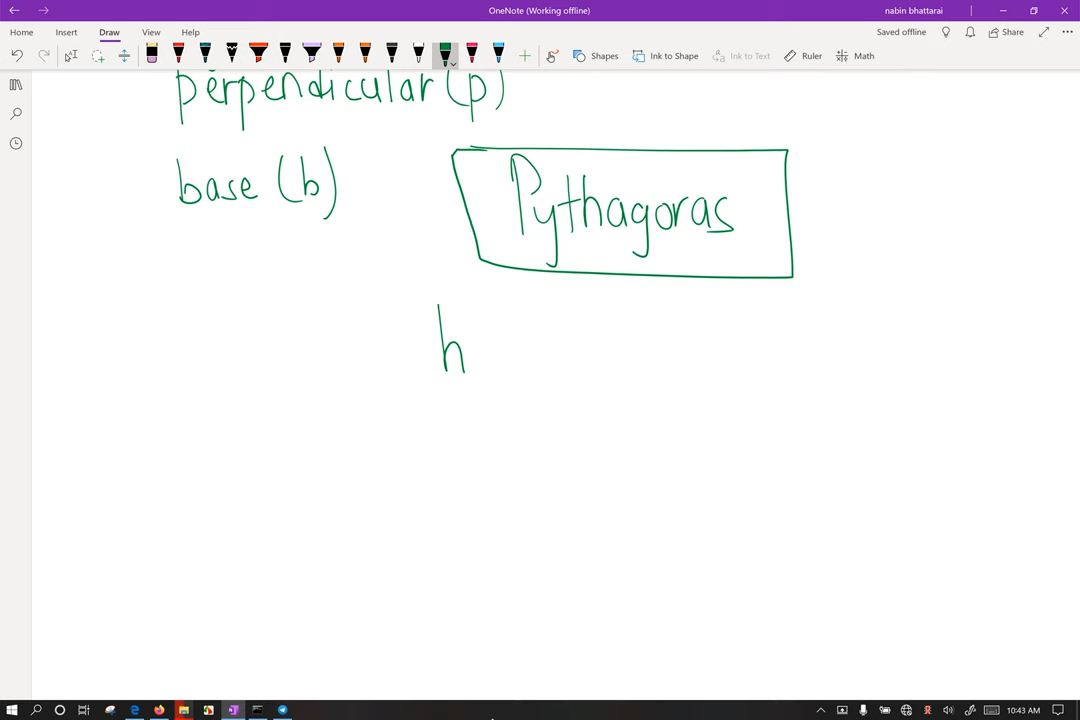 OneNote (Working offline)
nabin bhattarai
Home Insert Draw View Help
Saved offline
Share
Shapes Ink to Shape Ink to Text Ruler Math
perpendicular (p)
base (b)
Pythagoras
h
10:43 AM